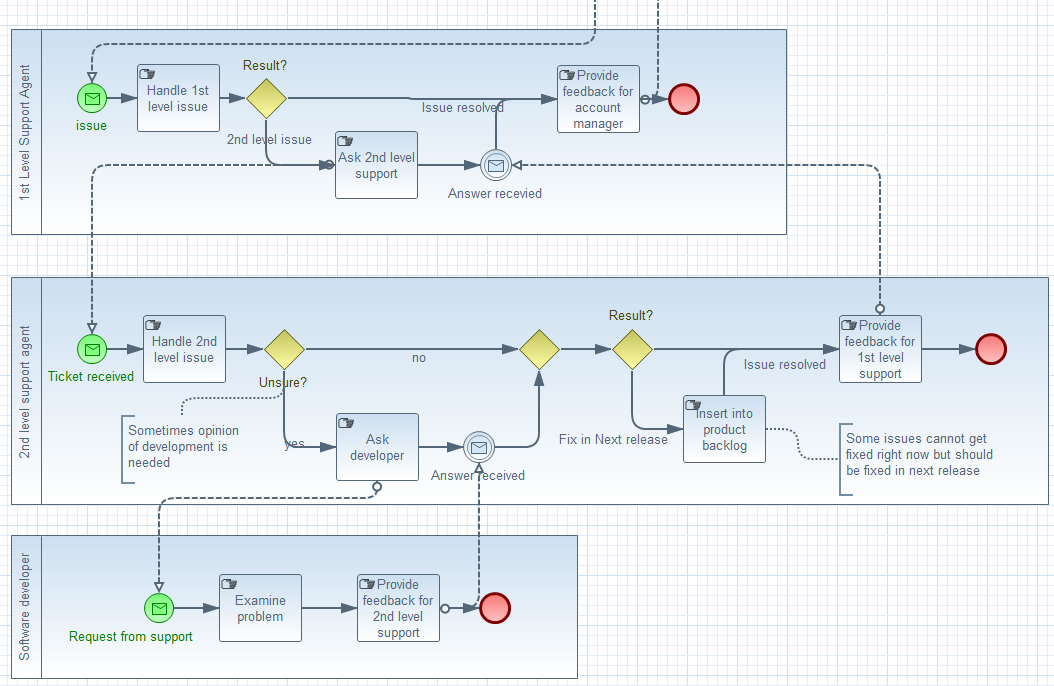 1st Level Support Agent
Result?
Handle 1st
level issue
issue
Issue resolved
Provide
feedback for
account
manager
2nd level issue
Ask 2nd level
support
Answer recevied
2nd level support agent
Ticket received
Handle 2nd
level issue
Unsure?
no
yes
Sometimes opinion
of development is
needed
Ask
developer
Answer received
Result?
Fix in Next release
Insert into
product
backlog
Issue resolved
Provide
feedback for
1st level
support
Some issues cannot get
fixed right now but should
be fixed in next release
Software developer
Request from support
Examine
problem
Provide
feedback for
2nd level
support